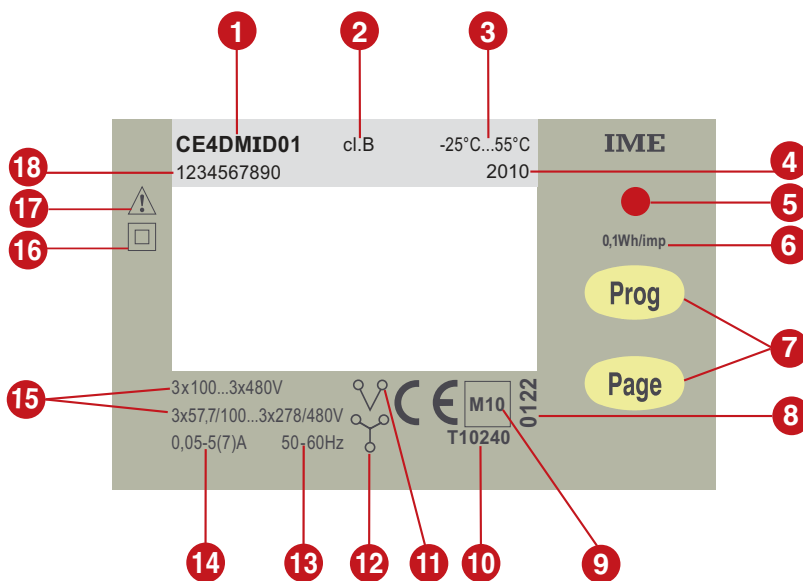 1 2 3
CE4DMID01 cl.B -25°C...55°C IME
18 1234567890 2010 4
17 5
16 0,1Wh/imp 6
Prog
7
Page
15 3x100...3x480V CE M10 0122 8
3x57,7/100...3x278/480V
0,05-5(7)A 50-60Hz T10240
14 13 12 11 10 9